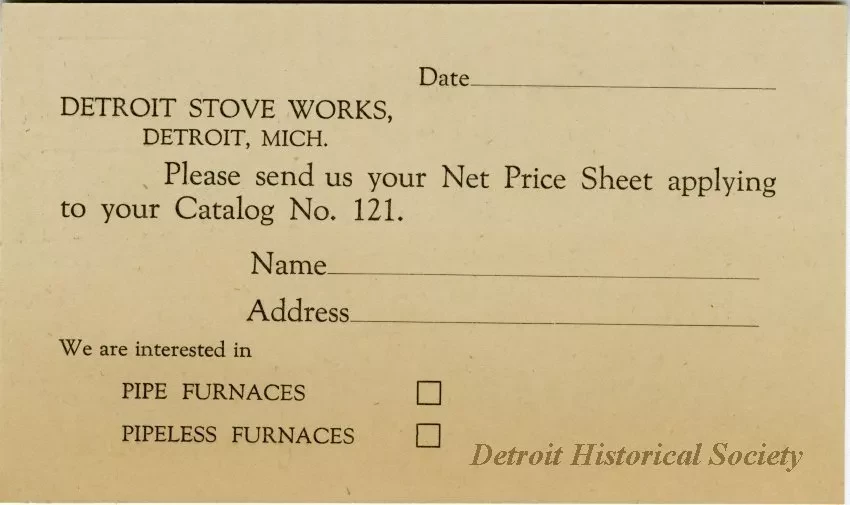 Date
DETROIT STOVE WORKS,
DETROIT, MICH.
Please send us your Net Price Sheet applying
to your Catalog No. 121.
Name
Address
We are interested in
PIPE FURNACES
PIPELESS FURNACES
Detroit Historical Society